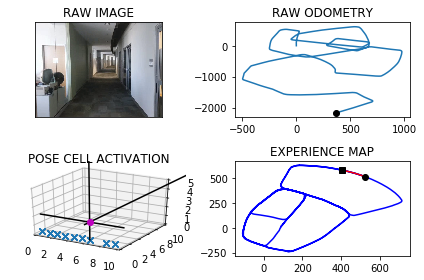 RAW IMAGE
RAW ODOMETRY
0
-1000
-2000
-500 0 500 1000
POSE CELL ACTIVATION
5
4
3
2
1
0
0 2 4 6 8 10
0 2 4 6 8 10
EXPERIENCE MAP
500
250
0
-250
0 200 400 600